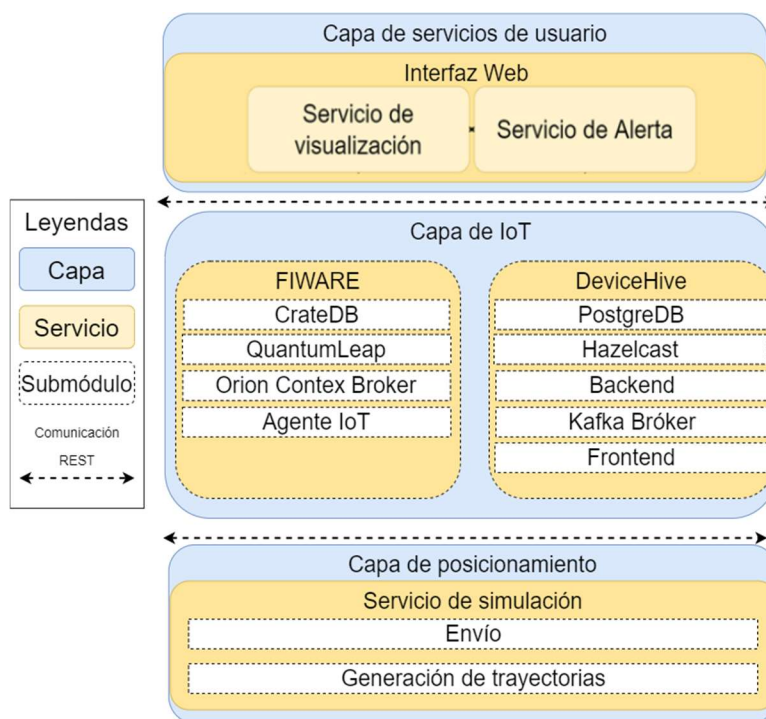 Capa de servicios de usuario
Interfaz Web
Servicio de
visualización
Servicio de Alerta
Leyendas
Capa
Servicio
Submódulo
Comunicación
REST
Capa de IoT
FIWARE
CrateDB
QuantumLeap
Orion Contex Broker
Agente IoT
DeviceHive
PostgreDB
Hazelcast
Backend
Kafka Bróker
Frontend
Capa de posicionamiento
Servicio de simulación
Envío
Generación de trayectorias